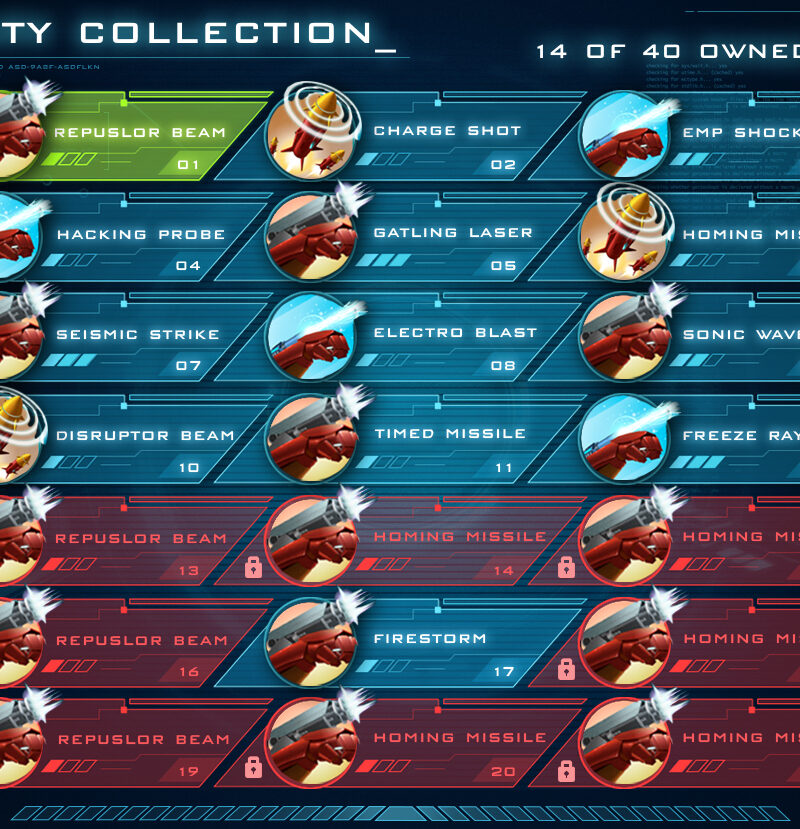 TY COLLECTION_
14 OF 40 OWNED
REPUSLOR BEAM
01
CHARGE SHOT
02
EMP SHOCK
HACKING PROBE
04
GATLING LASER
05
HOMING MIS
SEISMIC STRIKE
07
ELECTRO BLAST
08
SONIC WAVE
DISRUPTOR BEAM
10
TIMED MISSILE
11
FREEZE RAY
REPUSLOR BEAM
13
HOMING MISSILE
14
HOMING MIS
REPUSLOR BEAM
16
FIRESTORM
17
HOMING MIS
REPUSLOR BEAM
19
HOMING MISSILE
20
HOMING MIS